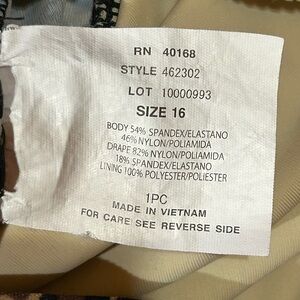 RN 40168
STYLE 462302
LOT 10000993
SIZE 16
BODY 54% SPANDEX/ELASTANO
46% NYLON/POLIAMIDA
DRAPE 82% NYLON/POLIAMIDA
18% SPANDEX/ELASTANO
LINING 100% POLYESTER/POLIESTER
1PC
MADE IN VIETNAM
FOR CARE SEE REVERSE SIDE